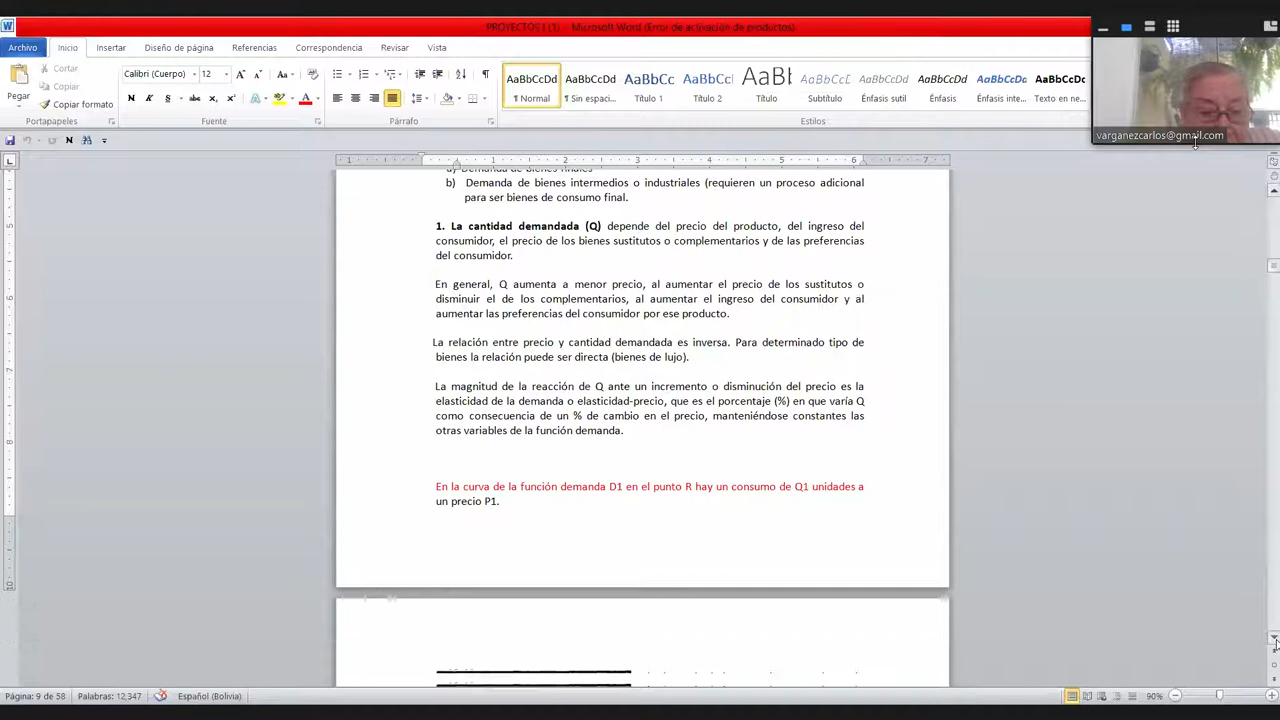 PROYECTOS I (1) - Microsoft Word (Error de activación de productos)
Archivo Inicio Insertar Diseño de página Referencias Correspondencia Revisar Vista
Pegar
Cortar
Copiar
Copiar formato
Portapapeles
Calibri (Cuerpo) 12
Fuente
Párrafo
AaBbCcDd AaBbCcDd AaBbCc AaBbCc AaBb AaBbCcDd AaBbCcDd AaBbCcDd AaBbCcDd AaBbCcDd
¶ Normal ¶ Sin espaci... Título 1 Título 2 Título Subtítulo Énfasis sutil Énfasis Énfasis inte... Texto en ne...
Estilos
varganezcarlos@gmail.com
a) Demanda de bienes finales
b) Demanda de bienes intermedios o industriales (requieren un proceso adicional
para ser bienes de consumo final.
1. La cantidad demandada (Q) depende del precio del producto, del ingreso del
consumidor, el precio de los bienes sustitutos o complementarios y de las preferencias
del consumidor.
En general, Q aumenta a menor precio, al aumentar el precio de los sustitutos o
disminuir el de los complementarios, al aumentar el ingreso del consumidor y al
aumentar las preferencias del consumidor por ese producto.
La relación entre precio y cantidad demandada es inversa. Para determinado tipo de
bienes la relación puede ser directa (bienes de lujo).
La magnitud de la reacción de Q ante un incremento o disminución del precio es la
elasticidad de la demanda o elasticidad-precio, que es el porcentaje (%) en que varía Q
como consecuencia de un % de cambio en el precio, manteniéndose constantes las
otras variables de la función demanda.
En la curva de la función demanda D1 en el punto R hay un consumo de Q1 unidades a
un precio P1.
Página: 9 de 58 Palabras: 12,347 Español (Bolivia) 90%